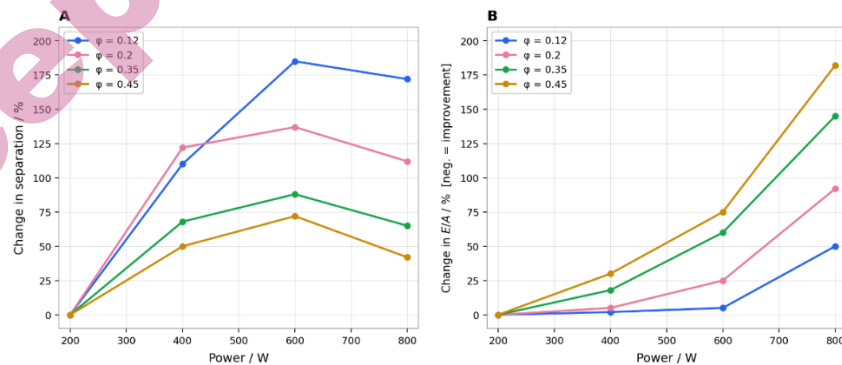 A
B
φ = 0.12
φ = 0.2
φ = 0.35
φ = 0.45
φ = 0.12
φ = 0.2
φ = 0.35
φ = 0.45
Change in separation / %
200
175
150
125
100
75
50
25
0
200 300 400 500 600 700 800
Power / W
Change in E/A / % [neg. = improvement]
200
175
150
125
100
75
50
25
0
200 300 400 500 600 700 800
Power / W